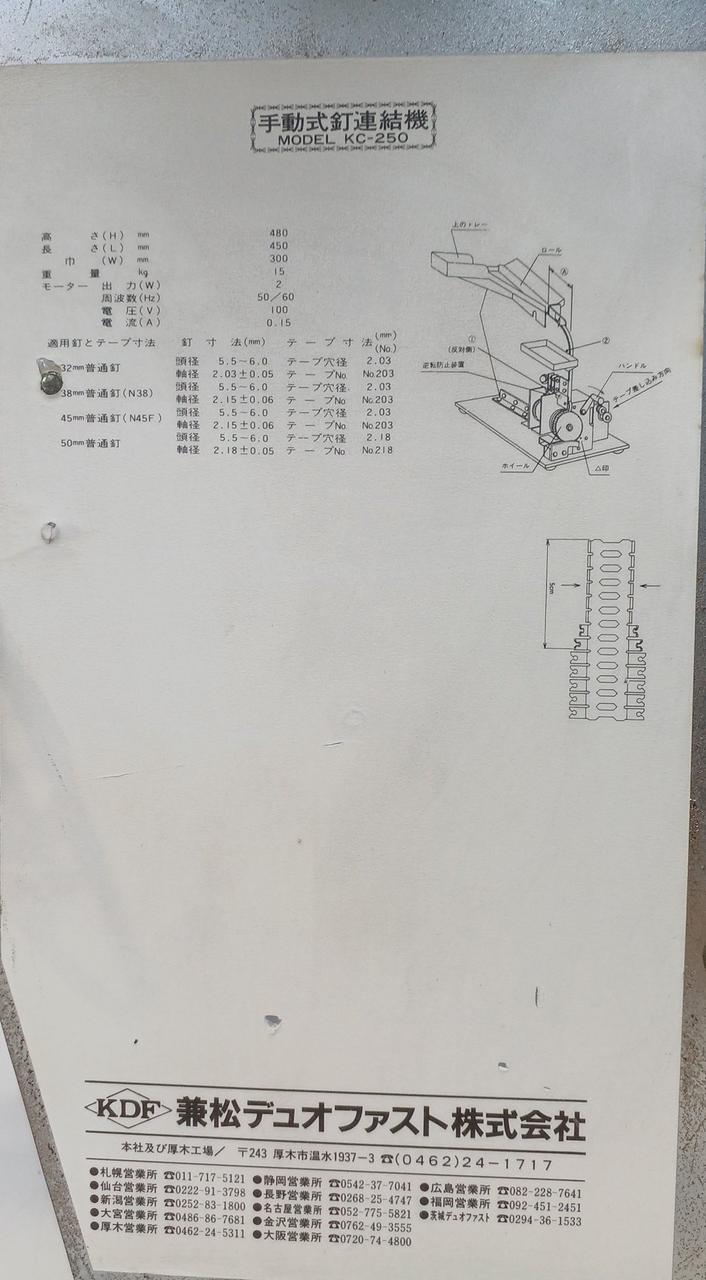 手動式釘連結機
MODEL KC-250
高さ(H) mm 480
長さ(L) mm 450
巾(W) mm 300
重量 kg 15
モーター 出力(W) 2
周波数(Hz) 50/60
電圧(V) 100
電流(A) 0.15
適用釘とテープ寸法 釘寸法(mm) テープ寸法(mm)(No.)
32mm普通釘 頭径 5.5~6.0 テープ穴径 2.03
軸径 2.03±0.05 テープNo. No.203
38mm普通釘(N38) 頭径 5.5~6.0 テープ穴径 2.03
軸径 2.15±0.06 テープNo. No.203
45mm普通釘(N45F) 頭径 5.5~6.0 テープ穴径 2.03
軸径 2.15±0.06 テープNo. No.203
50mm普通釘 頭径 5.5~6.0 テープ穴径 2.18
軸径 2.18±0.05 テープNo. No.218
上のトレー
ロール
Ⓐ
①
(反対側)
②
逆転防止装置
ハンドル
テープ差し込み方向
ホイール
△印
5cm
KDF 兼松デュオファスト株式会社
本社及び厚木工場/ 〒243 厚木市温水1937-3 ☎(0462)24-1717
●札幌営業所 ☎011-717-5121 ●静岡営業所 ☎0542-37-7041 ●広島営業所 ☎082-228-7641
●仙台営業所 ☎0222-91-3798 ●長野営業所 ☎0268-25-4747 ●福岡営業所 ☎092-451-2451
●新潟営業所 ☎0252-83-1800 ●名古屋営業所 ☎052-775-5821 ●茨城デュオファスト ☎0294-36-1533
●大宮営業所 ☎0486-86-7681 ●金沢営業所 ☎0762-49-3555
●厚木営業所 ☎0462-24-5311 ●大阪営業所 ☎0720-74-4800